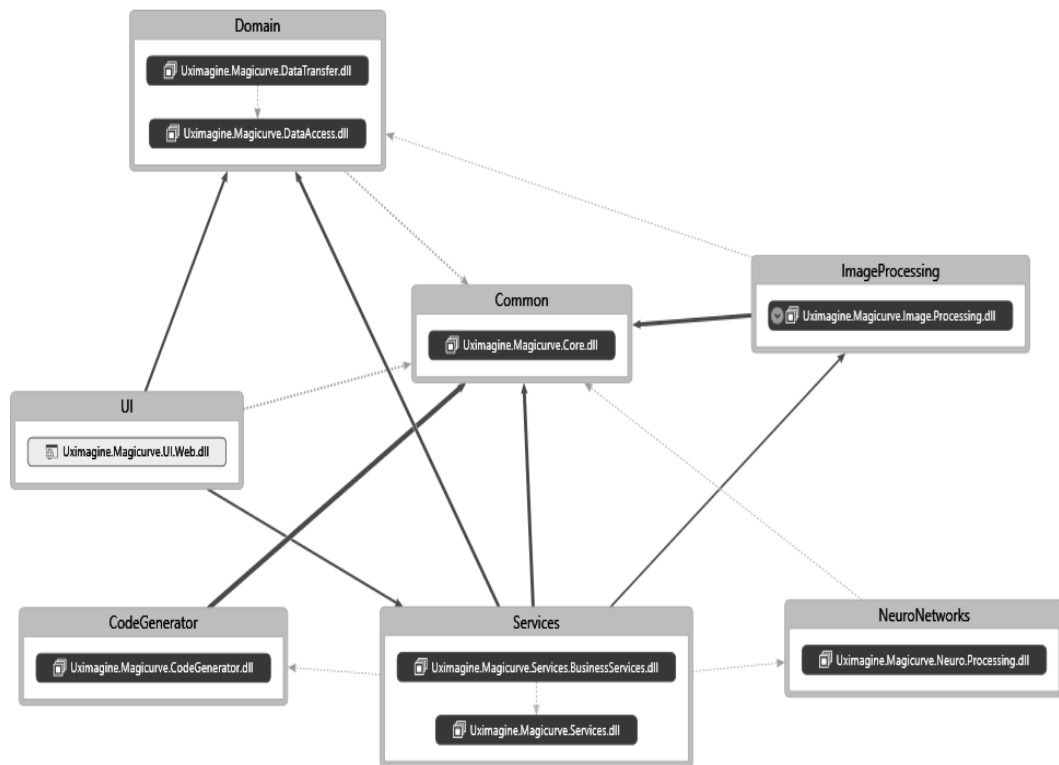 Domain
Uximagine.Magicurve.DataTransfer.dll
Uximagine.Magicurve.DataAccess.dll
ImageProcessing
Uximagine.Magicurve.Image.Processing.dll
Common
Uximagine.Magicurve.Core.dll
UI
Uximagine.Magicurve.UI.Web.dll
CodeGenerator
Uximagine.Magicurve.CodeGenerator.dll
Services
Uximagine.Magicurve.Services.BusinessServices.dll
Uximagine.Magicurve.Services.dll
NeuroNetworks
Uximagine.Magicurve.Neuro.Processing.dll